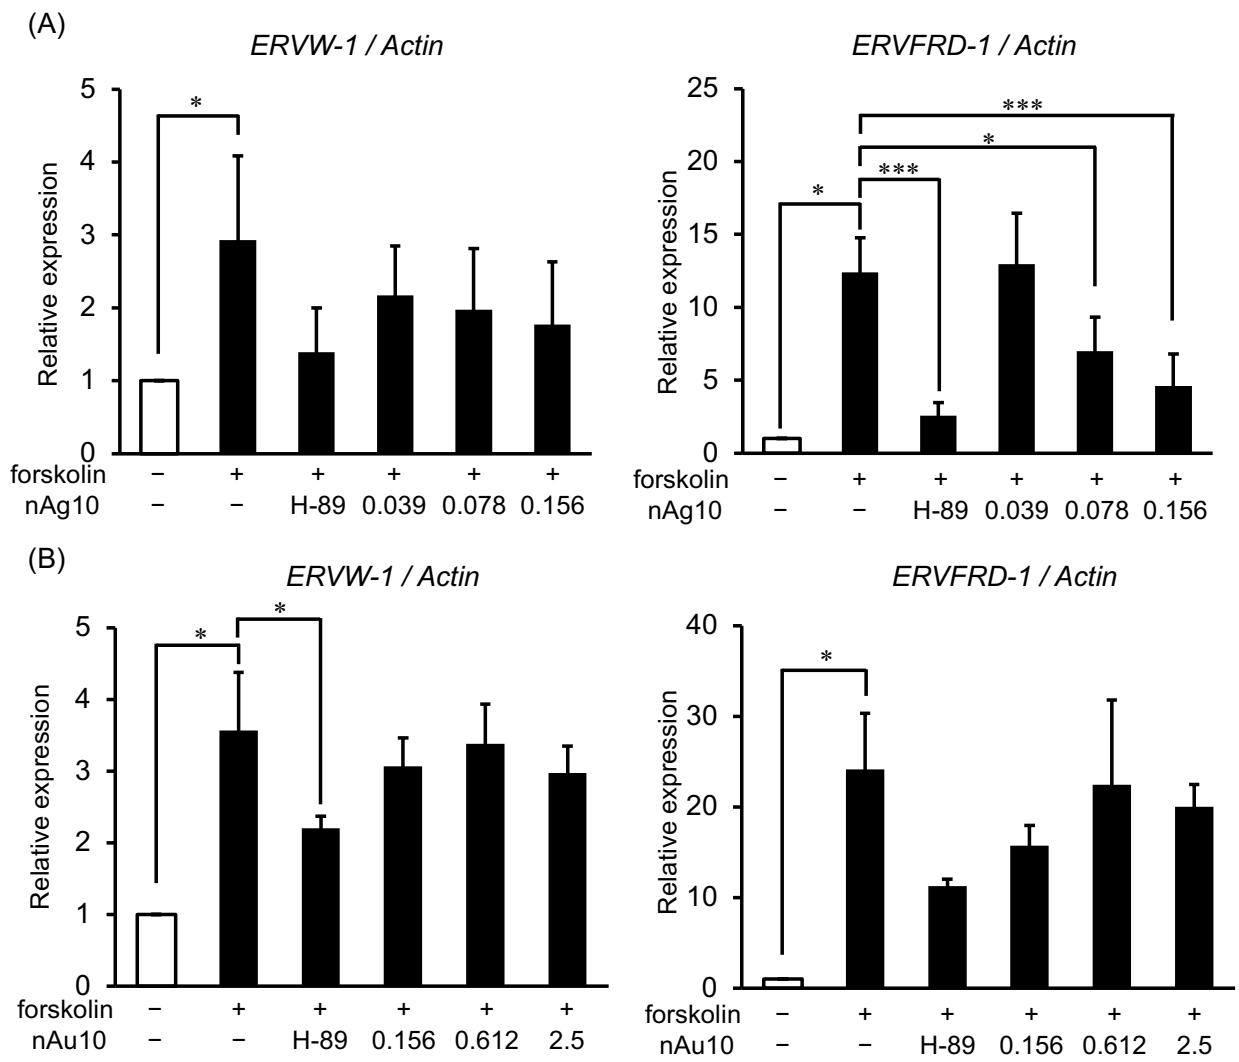 (A)
ERVW-1 / Actin
Relative expression
5
4
3
2
1
0
*
forskolin − + + + + +
nAg10 − − H-89 0.039 0.078 0.156
ERVFRD-1 / Actin
Relative expression
25
20
15
10
5
0
***
*
***
*
forskolin − + + + + +
nAg10 − − H-89 0.039 0.078 0.156
(B)
ERVW-1 / Actin
Relative expression
5
4
3
2
1
0
*
*
forskolin − + + + + +
nAu10 − − H-89 0.156 0.612 2.5
ERVFRD-1 / Actin
Relative expression
40
30
20
10
0
*
forskolin − + + + + +
nAu10 − − H-89 0.156 0.612 2.5